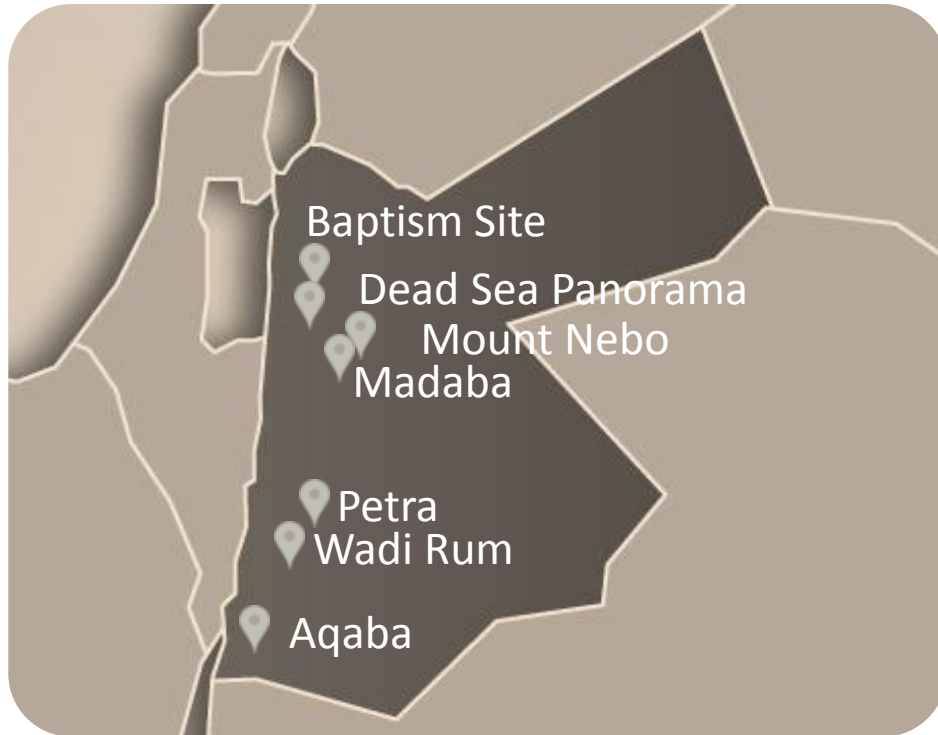 Baptism Site
Dead Sea Panorama
Mount Nebo
Madaba
Petra
Wadi Rum
Aqaba